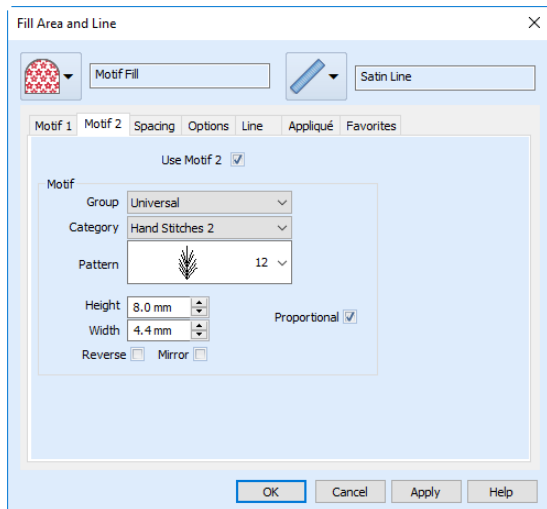 Fill Area and Line
Motif Fill
Satin Line
Motif 1 Motif 2 Spacing Options Line Appliqué Favorites
Use Motif 2
Motif
Group Universal
Category Hand Stitches 2
Pattern 12
Height 8.0 mm
Proportional
Width 4.4 mm
Reverse Mirror
OK Cancel Apply Help